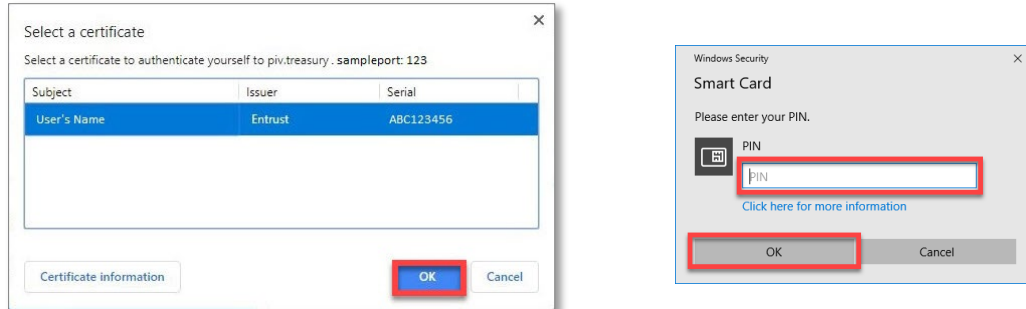 Select a certificate
Select a certificate to authenticate yourself to piv.treasury . sampleport: 123
Subject Issuer Serial
User's Name Entrust ABC123456
Certificate information OK Cancel
Windows Security
Smart Card
Please enter your PIN.
PIN
PIN
Click here for more information
OK Cancel